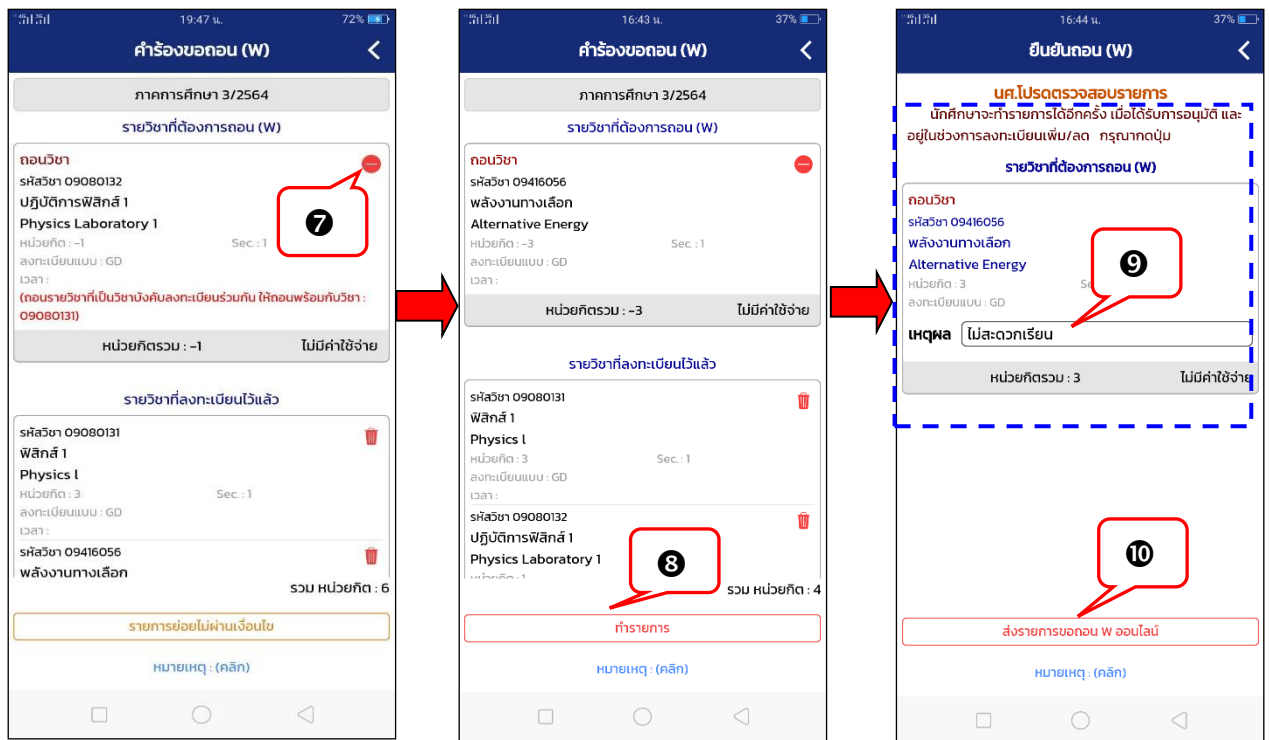 19:47 น.
72%
คำร้องขอถอน (W)
ภาคการศึกษา 3/2564
รายวิชาที่ต้องการถอน (W)
ถอนวิชา
รหัสวิชา 09080132
ปฏิบัติการฟิสิกส์ 1
Physics Laboratory 1
หน่วยกิต : -1 Sec. : 1
ลงทะเบียนแบบ : GD
เวลา :
(ถอนรายวิชาที่เป็นวิชาบังคับลงทะเบียนร่วมกัน ให้ถอนพร้อมกับวิชา :
09080131)
หน่วยกิตรวม : -1 ไม่มีค่าใช้จ่าย
รายวิชาที่ลงทะเบียนไว้แล้ว
รหัสวิชา 09080131
ฟิสิกส์ 1
Physics l
หน่วยกิต : 3 Sec. : 1
ลงทะเบียนแบบ : GD
เวลา :
รหัสวิชา 09416056
พลังงานทางเลือก
รวม หน่วยกิต : 6
รายการย่อยไม่ผ่านเงื่อนไข
หมายเหตุ : (คลิก)
❼
16:43 น.
37%
คำร้องขอถอน (W)
ภาคการศึกษา 3/2564
รายวิชาที่ต้องการถอน (W)
ถอนวิชา
รหัสวิชา 09416056
พลังงานทางเลือก
Alternative Energy
หน่วยกิต : -3 Sec. : 1
ลงทะเบียนแบบ : GD
เวลา :
หน่วยกิตรวม : -3 ไม่มีค่าใช้จ่าย
รายวิชาที่ลงทะเบียนไว้แล้ว
รหัสวิชา 09080131
ฟิสิกส์ 1
Physics l
หน่วยกิต : 3 Sec. : 1
ลงทะเบียนแบบ : GD
เวลา :
รหัสวิชา 09080132
ปฏิบัติการฟิสิกส์ 1
Physics Laboratory 1
❽
รวม หน่วยกิต : 4
ทำรายการ
หมายเหตุ : (คลิก)
16:44 น.
37%
ยืนยันถอน (W)
นศ.โปรดตรวจสอบรายการ
นักศึกษาจะทำรายการได้อีกครั้ง เมื่อได้รับการอนุมัติ และ
อยู่ในช่วงการลงทะเบียนเพิ่ม/ลด กรุณากดปุ่ม
รายวิชาที่ต้องการถอน (W)
ถอนวิชา
รหัสวิชา 09416056
พลังงานทางเลือก
Alternative Energy
หน่วยกิต : 3
ลงทะเบียนแบบ : GD
❾
เหตุผล ไม่สะดวกเรียน
หน่วยกิตรวม : 3 ไม่มีค่าใช้จ่าย
❿
ส่งรายการขอถอน W ออนไลน์
หมายเหตุ : (คลิก)